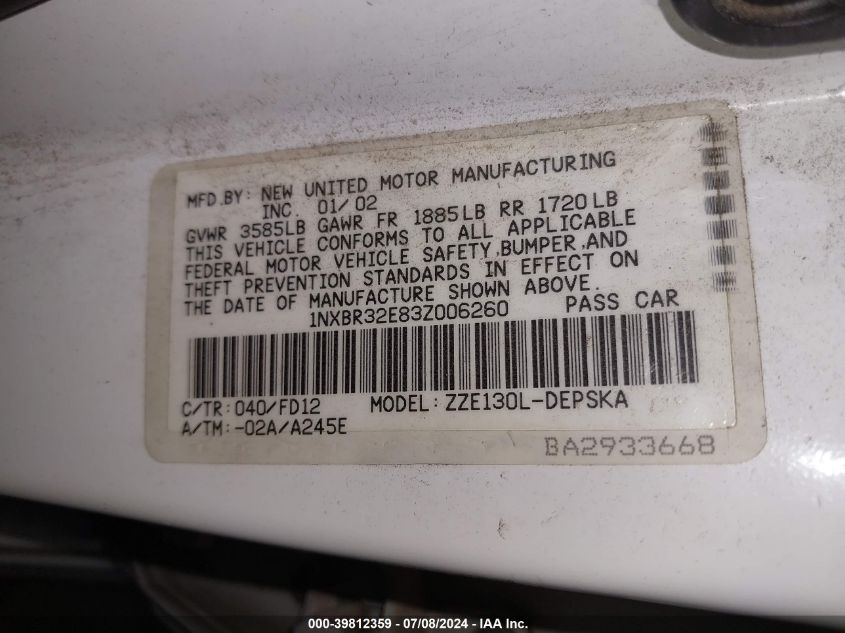 MFD.BY: NEW UNITED MOTOR MANUFACTURING
INC. 01/02
GVWR 3585LB GAWR FR 1885LB RR 1720LB
THIS VEHICLE CONFORMS TO ALL APPLICABLE
FEDERAL MOTOR VEHICLE SAFETY,BUMPER,AND
THEFT PREVENTION STANDARDS IN EFFECT ON
THE DATE OF MANUFACTURE SHOWN ABOVE.
1NXBR32E83Z006260 PASS CAR
C/TR:040/FD12 MODEL:ZZE130L-DEPSKA
A/TM:-02A/A245E
BA2933668
000-39812359 - 07/08/2024 - IAA Inc.